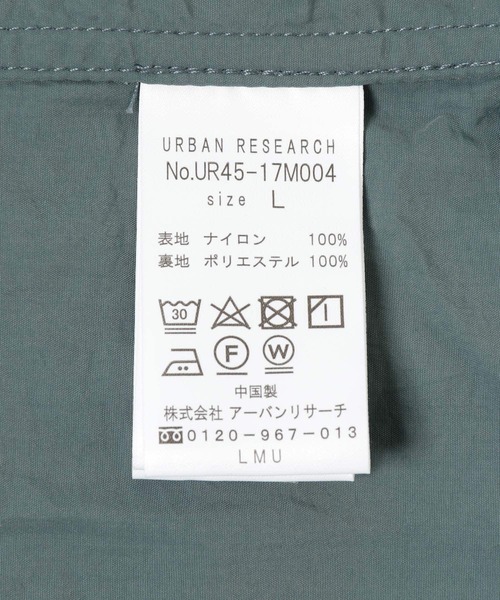 URBAN RESEARCH
No.UR45-17M004
size L
表地 ナイロン 100%
裏地 ポリエステル 100%
30
F W
中国製
株式会社 アーバンリサーチ
0120-967-013
LMU